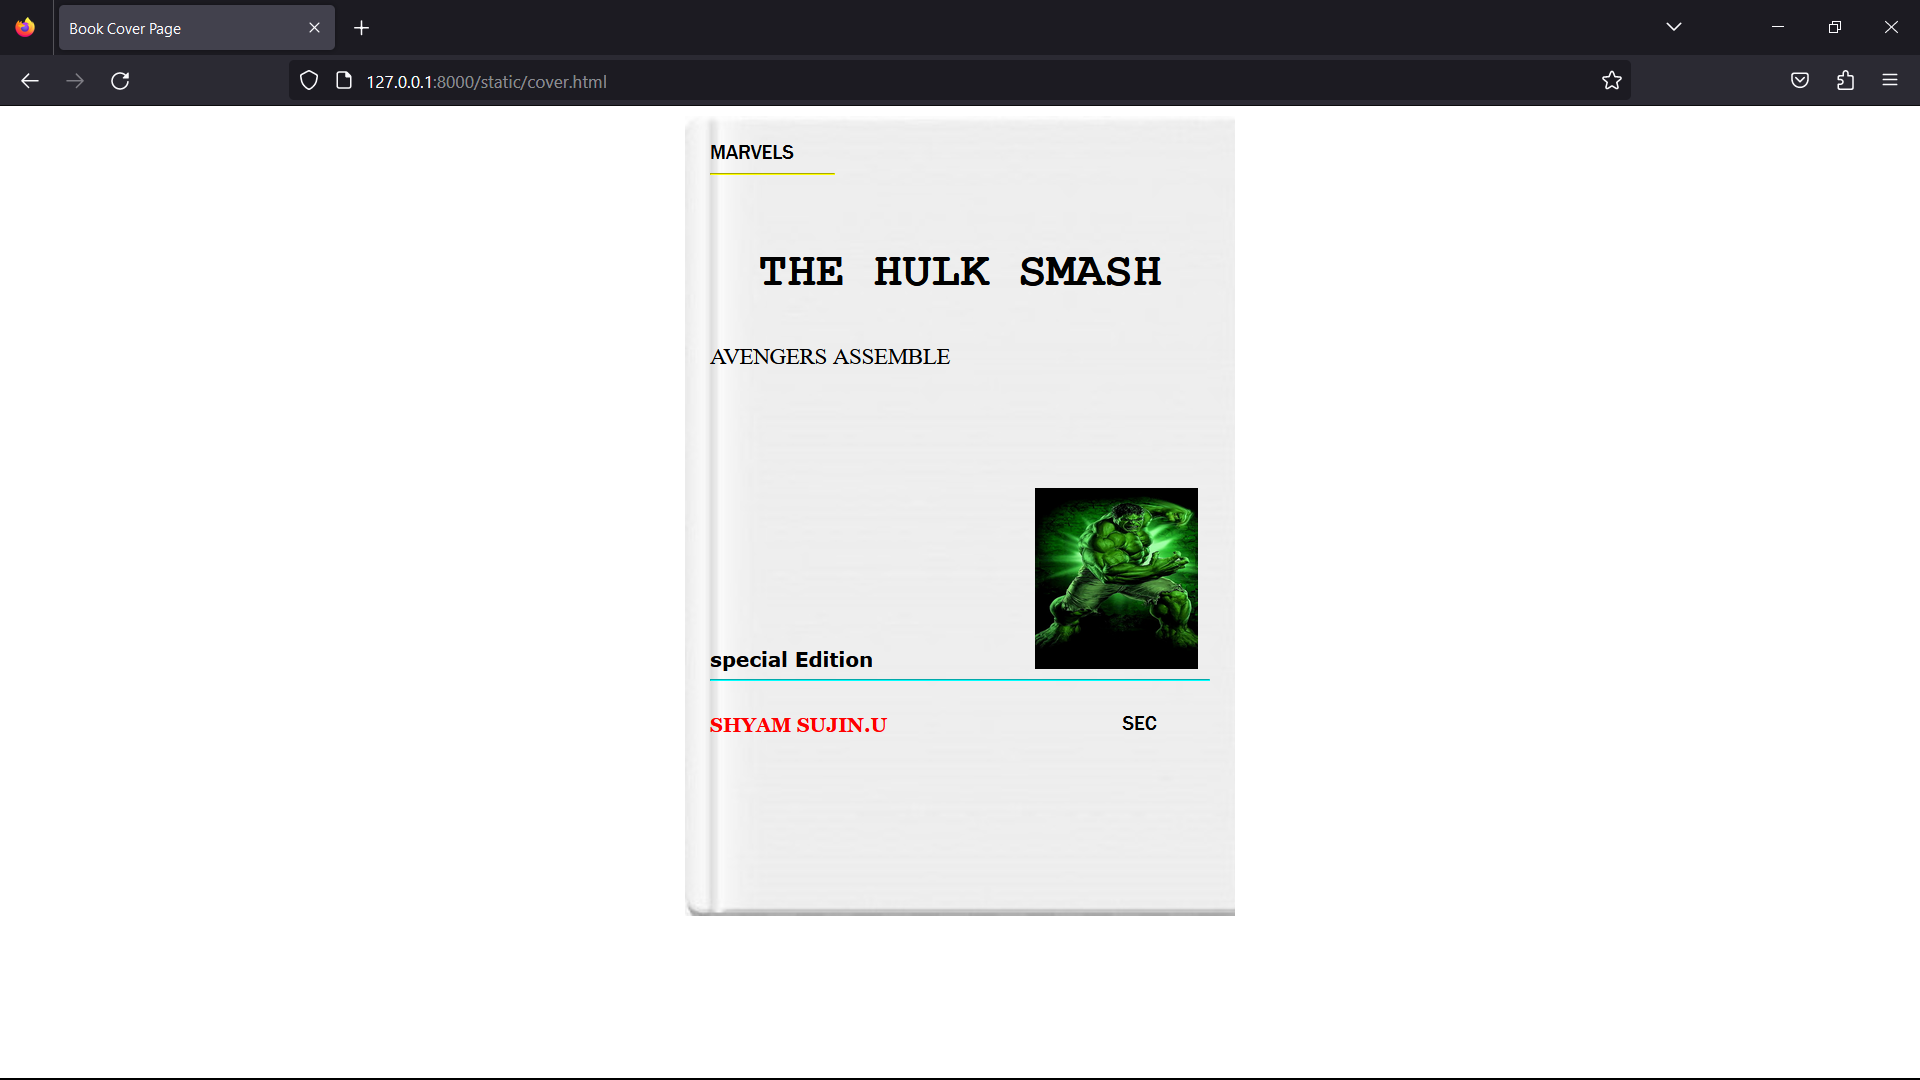 Book Cover Page
127.0.0.1:8000/static/cover.html
MARVELS
THE HULK SMASH
AVENGERS ASSEMBLE
special Edition
SHYAM SUJIN.U SEC